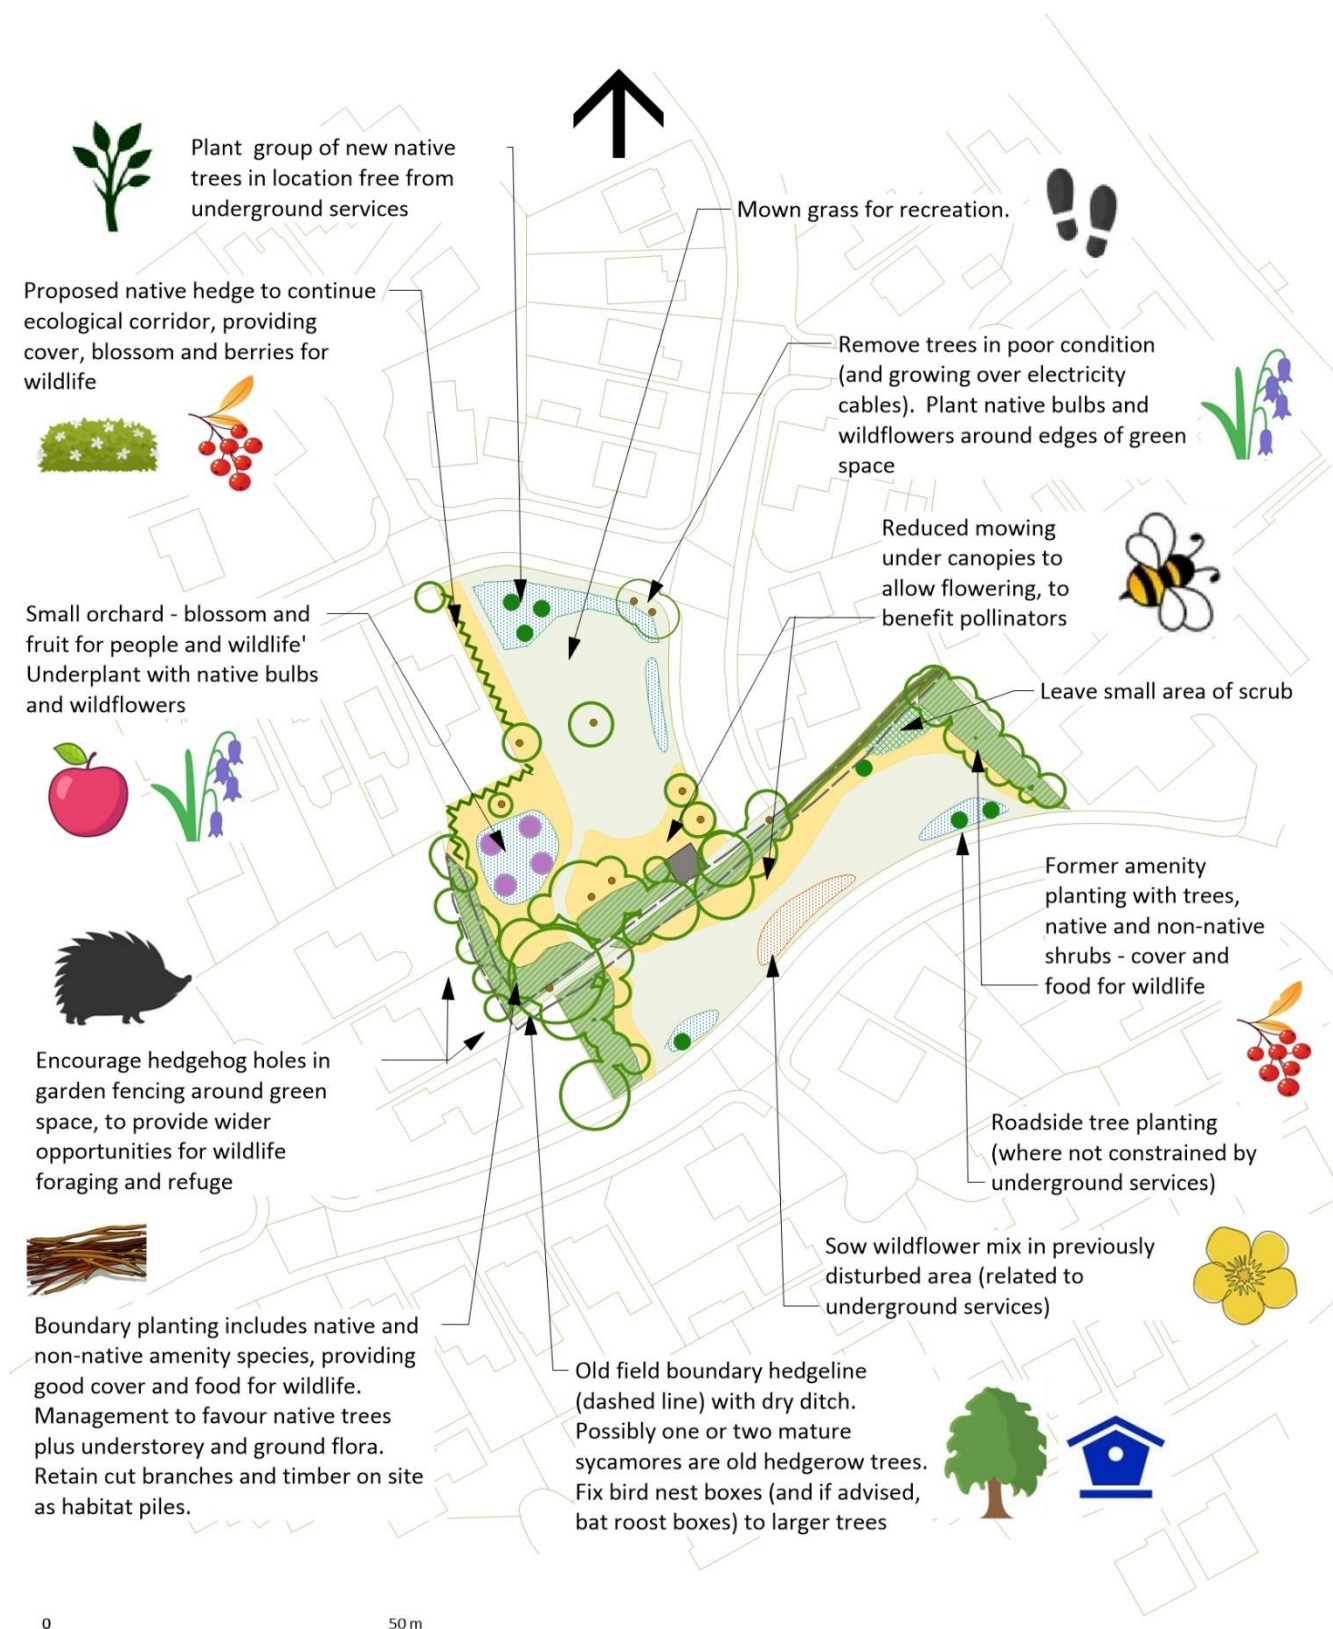 Plant group of new native
trees in location free from
underground services
Mown grass for recreation.
Proposed native hedge to continue
ecological corridor, providing
cover, blossom and berries for
wildlife
Remove trees in poor condition
(and growing over electricity
cables). Plant native bulbs and
wildflowers around edges of green
space
Reduced mowing
under canopies to
allow flowering, to
benefit pollinators
Small orchard - blossom and
fruit for people and wildlife'
Underplant with native bulbs
and wildflowers
Leave small area of scrub
Former amenity
planting with trees,
native and non-native
shrubs - cover and
food for wildlife
Encourage hedgehog holes in
garden fencing around green
space, to provide wider
opportunities for wildlife
foraging and refuge
Roadside tree planting
(where not constrained by
underground services)
Sow wildflower mix in previously
disturbed area (related to
underground services)
Boundary planting includes native and
non-native amenity species, providing
good cover and food for wildlife.
Management to favour native trees
plus understorey and ground flora.
Retain cut branches and timber on site
as habitat piles.
Old field boundary hedgeline
(dashed line) with dry ditch.
Possibly one or two mature
sycamores are old hedgerow trees.
Fix bird nest boxes (and if advised,
bat roost boxes) to larger trees
0 50 m